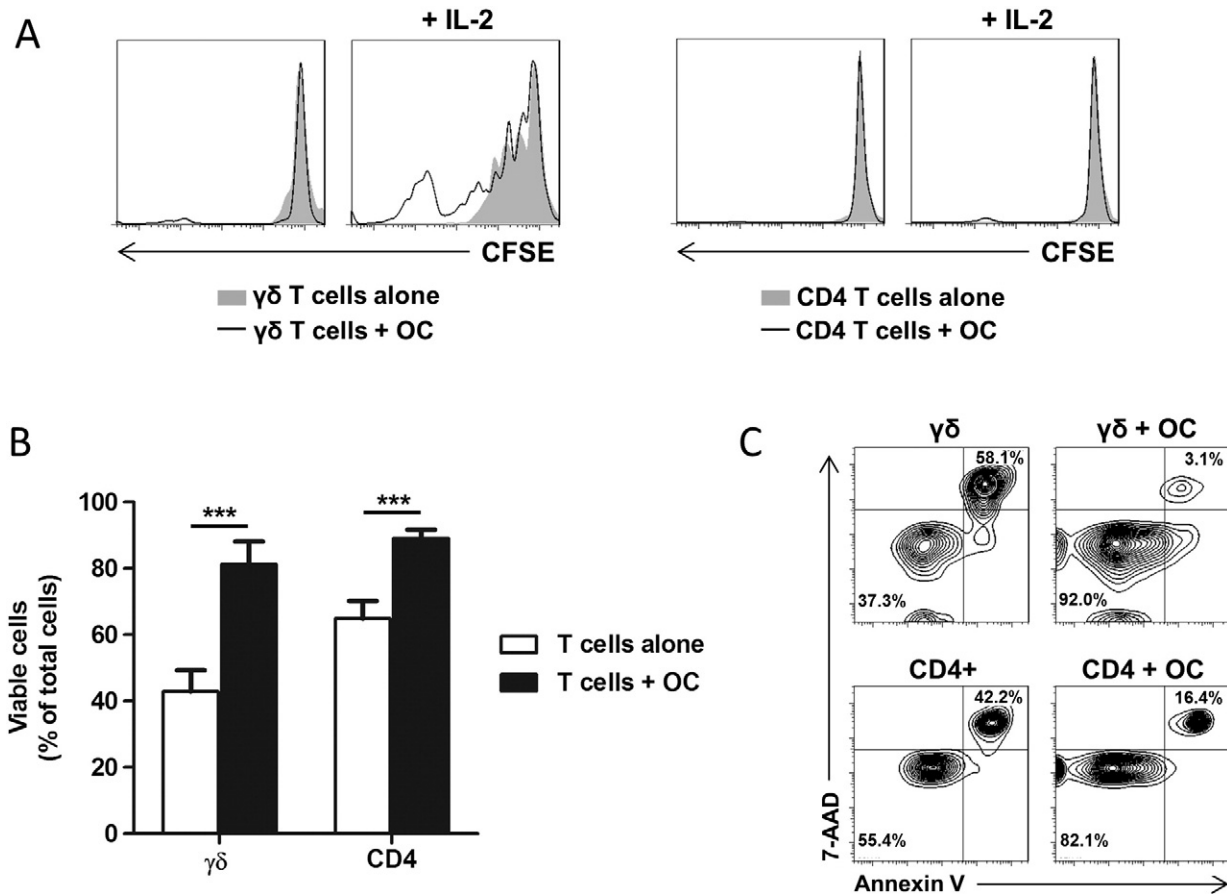 A
+ IL-2
+ IL-2
CFSE
CFSE
γδ T cells alone
γδ T cells + OC
CD4 T cells alone
CD4 T cells + OC
B
Viable cells
(% of total cells)
100
80
60
40
20
0
***
***
γδ
CD4
T cells alone
T cells + OC
C
γδ
γδ + OC
58.1%
3.1%
37.3%
92.0%
CD4+
CD4 + OC
42.2%
16.4%
55.4%
82.1%
7-AAD
Annexin V